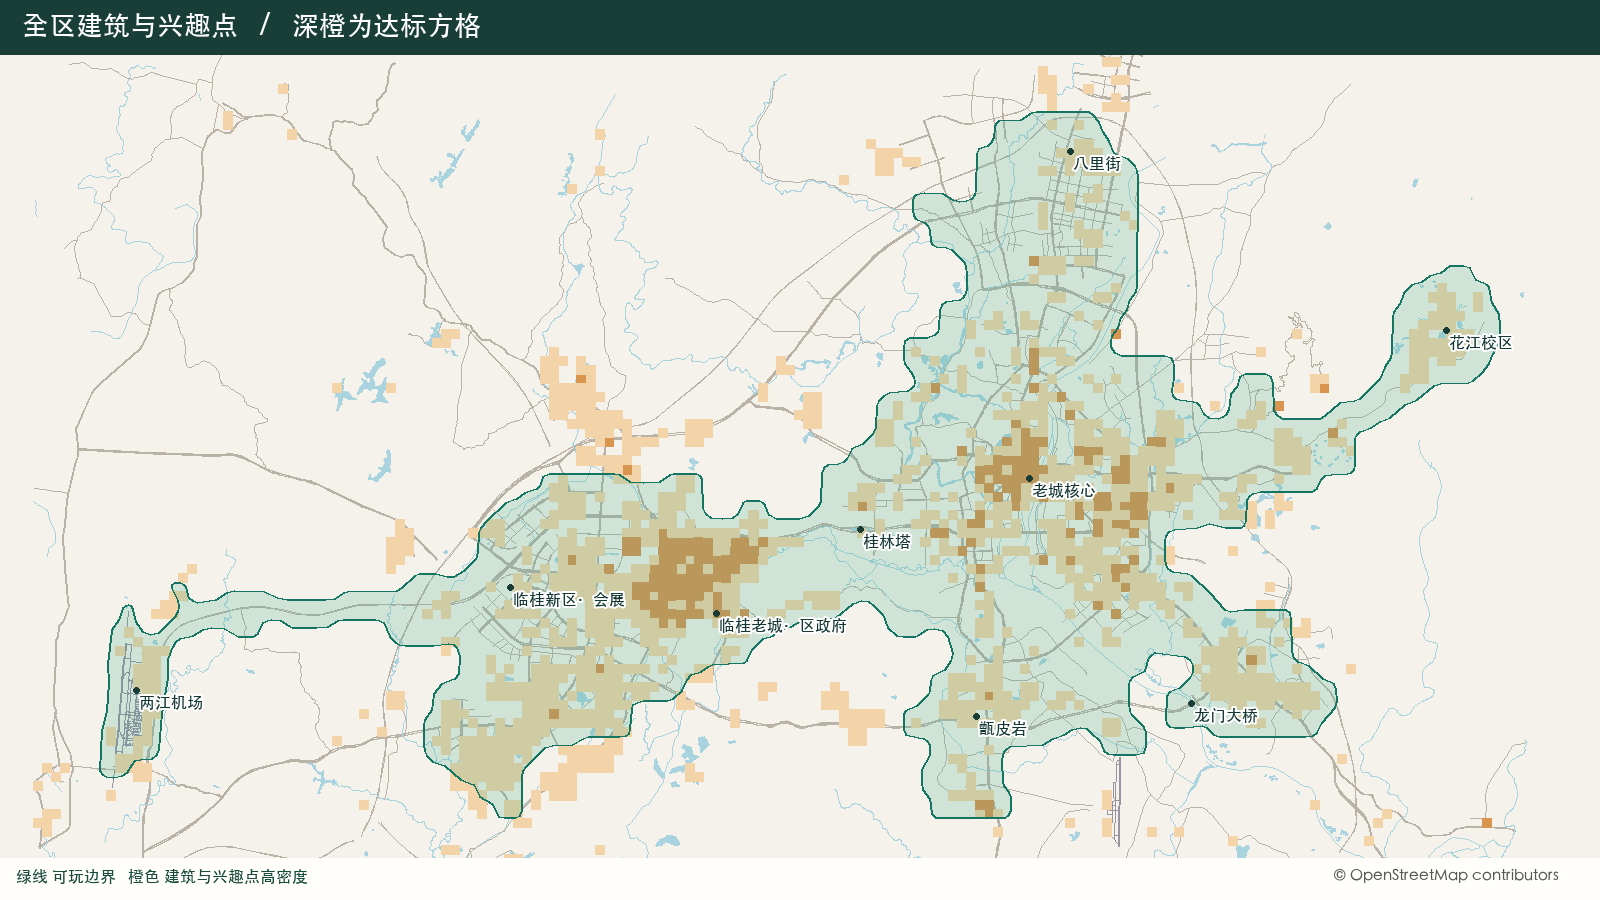 全区建筑与兴趣点 / 深橙为达标方格
八里街
花江校区
老城核心
桂林塔
临桂新区·会展
临桂老城·区政府
两江机场
龙门大桥
甑皮岩
绿线 可玩边界 橙色 建筑与兴趣点高密度
© OpenStreetMap contributors